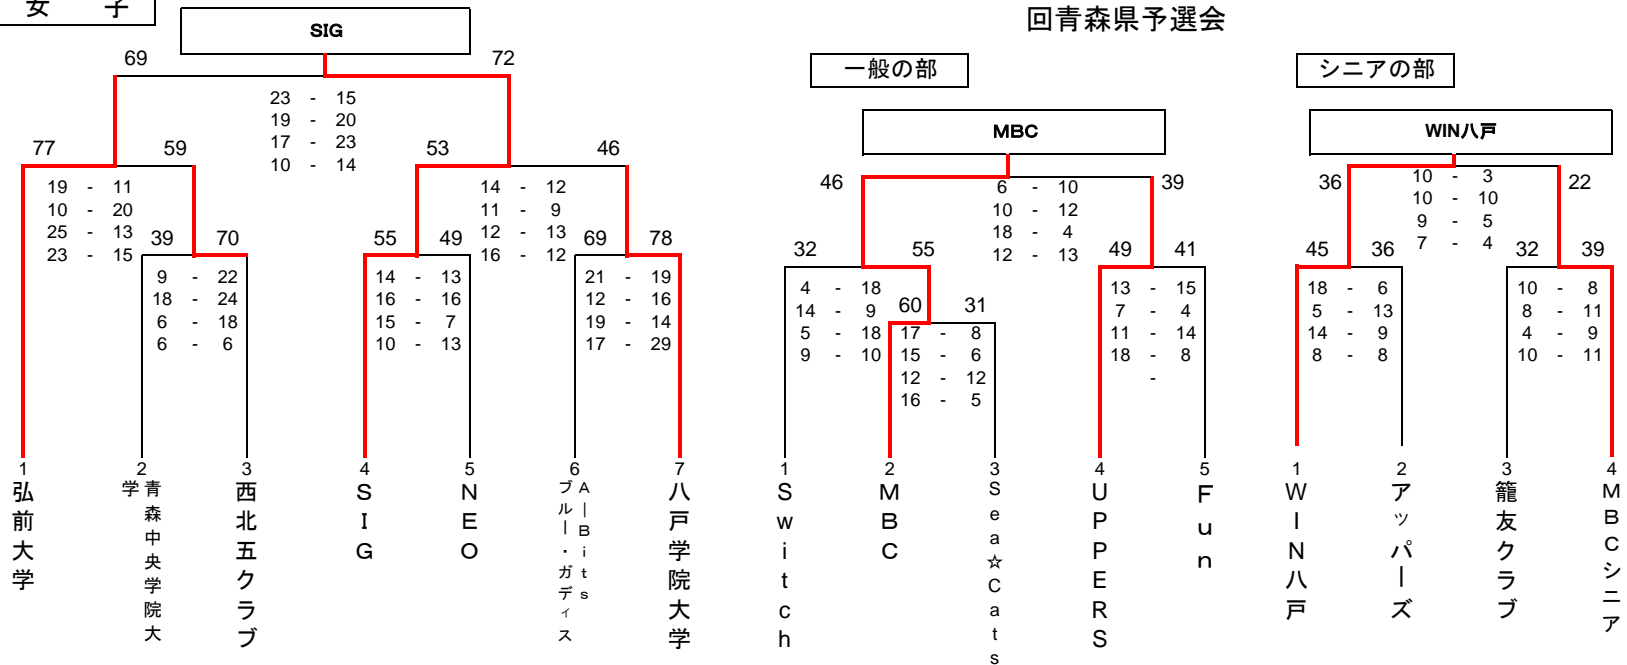 女 子
SIG
69 72
23 - 15
19 - 20
17 - 23
10 - 14
77 59
19 - 11
10 - 20
25 - 13
23 - 15
53 46
14 - 12
11 - 9
12 - 13
16 - 12
39 70
9 - 22
18 - 24
6 - 18
6 - 6
55 49
14 - 13
16 - 16
15 - 7
10 - 13
69 78
21 - 19
12 - 16
19 - 14
17 - 29
1
弘前大学
2
青森中央学院大学
3
西北五クラブ
4
SIG
5
NEO
6
A-Bits
ブルー・ガディス
7
八戸学院大学
回青森県予選会
一般の部
MBC
46 39
6 - 10
10 - 12
18 - 4
12 - 13
32 55
4 - 18
14 - 9
5 - 18
9 - 10
60 31
17 - 8
15 - 6
12 - 12
16 - 5
49 41
13 - 15
7 - 4
11 - 14
18 - 8
-
1
Switch
2
MBC
3
Sea☆Cats
4
UPPERS
5
Fun
シニアの部
WIN八戸
36 22
10 - 3
10 - 10
9 - 5
7 - 4
45 36
18 - 6
5 - 13
14 - 9
8 - 8
32 39
10 - 8
8 - 11
4 - 9
10 - 11
1
WIN八戸
2
アッパーズ
3
籠友クラブ
4
MBCシニア